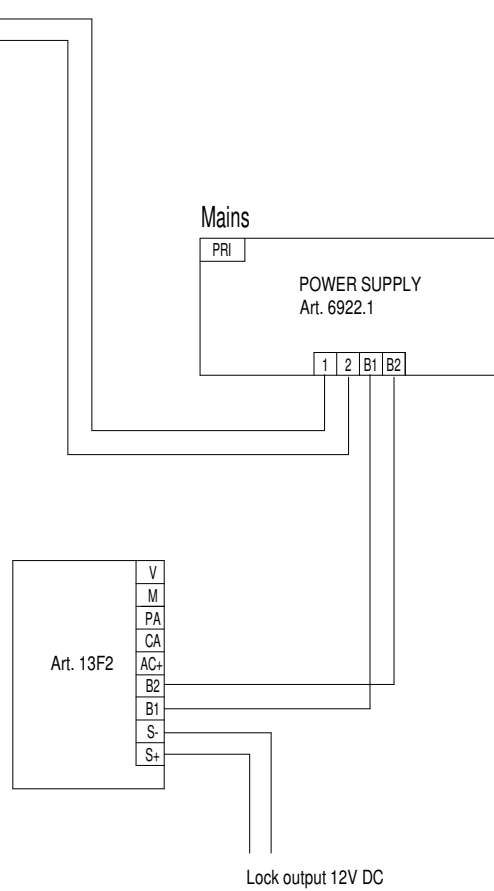 Mains
PRI
POWER SUPPLY
Art. 6922.1
1 2 B1 B2
V
M
PA
CA
Art. 13F2 AC+
B2
B1
S-
S+
Lock output 12V DC